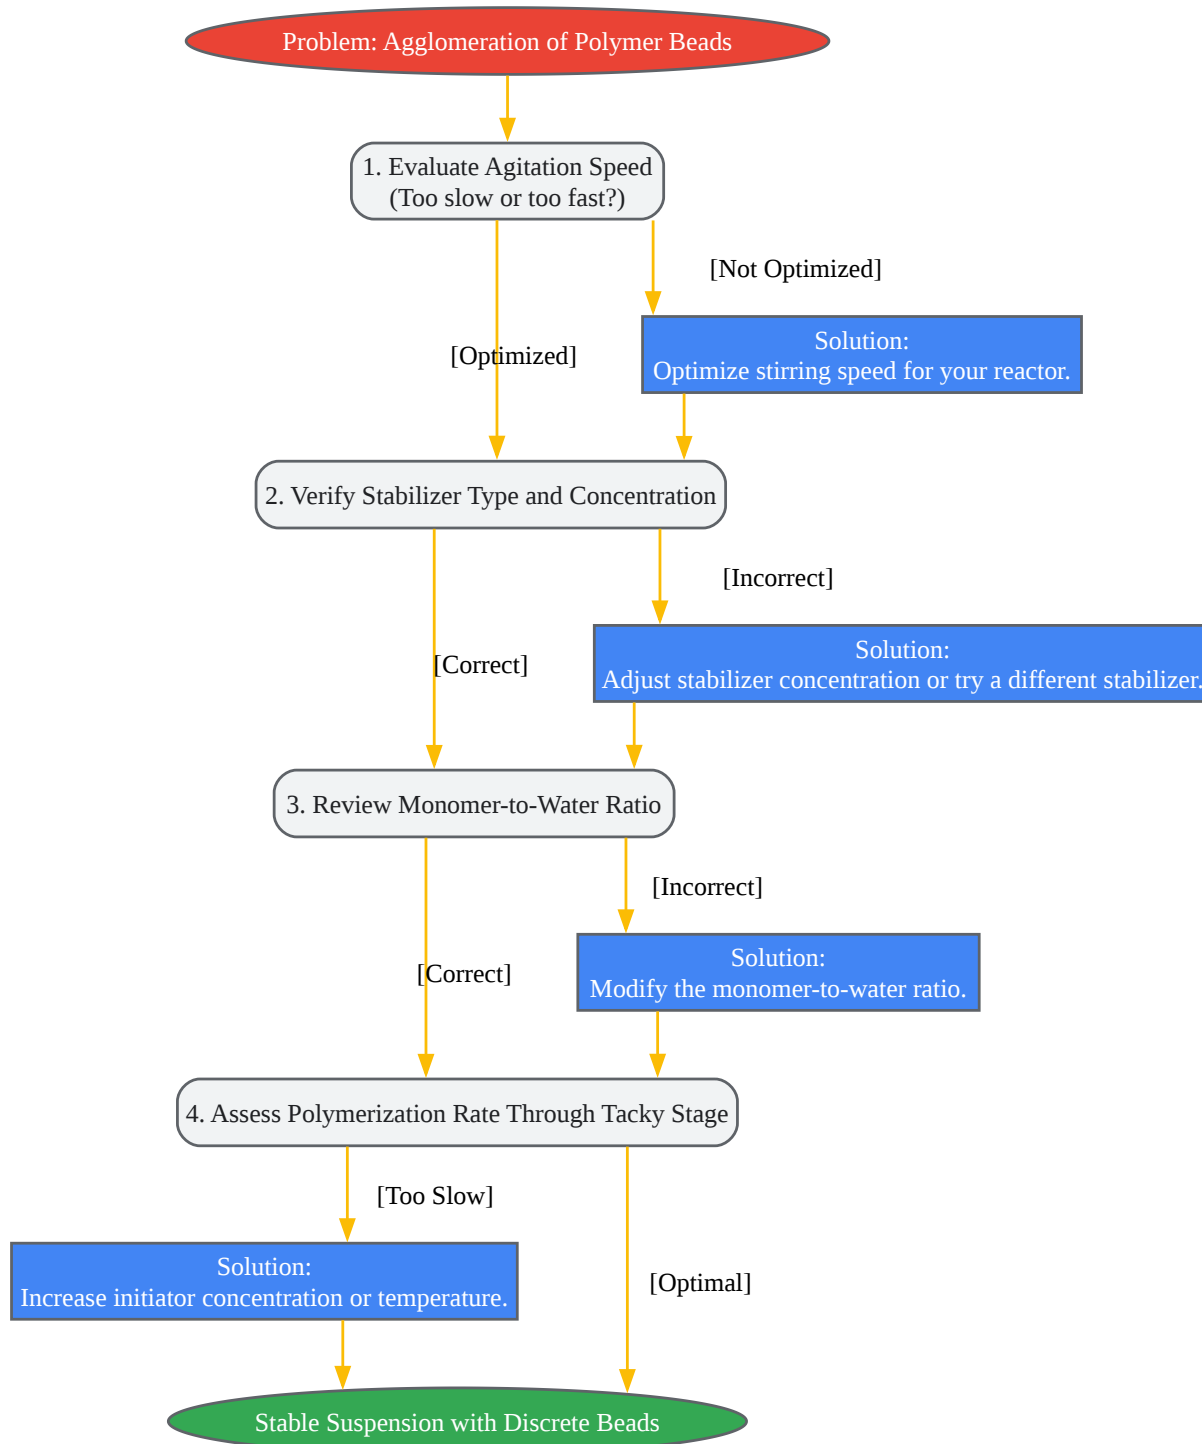 Problem: Agglomeration of Polymer Beads
1. Evaluate Agitation Speed
(Too slow or too fast?)
[Not Optimized]
Solution:
Optimize stirring speed for your reactor.
[Optimized]
2. Verify Stabilizer Type and Concentration
[Incorrect]
Solution:
Adjust stabilizer concentration or try a different stabilizer.
[Correct]
3. Review Monomer-to-Water Ratio
[Incorrect]
Solution:
Modify the monomer-to-water ratio.
[Correct]
4. Assess Polymerization Rate Through Tacky Stage
[Too Slow]
Solution:
Increase initiator concentration or temperature.
[Optimal]
Stable Suspension with Discrete Beads